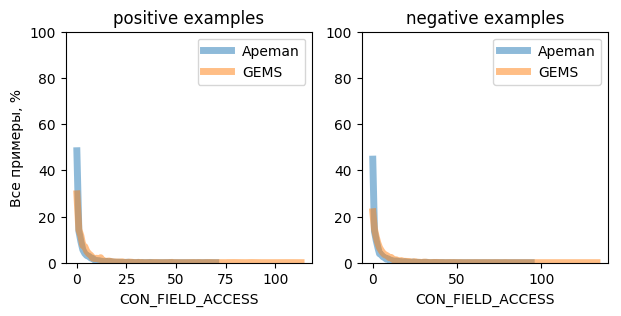 positive examples
negative examples
Все примеры, %
100
80
60
40
20
0
Apeman
GEMS
0
25
50
75
100
CON_FIELD_ACCESS
100
80
60
40
20
0
Apeman
GEMS
0
50
100
CON_FIELD_ACCESS